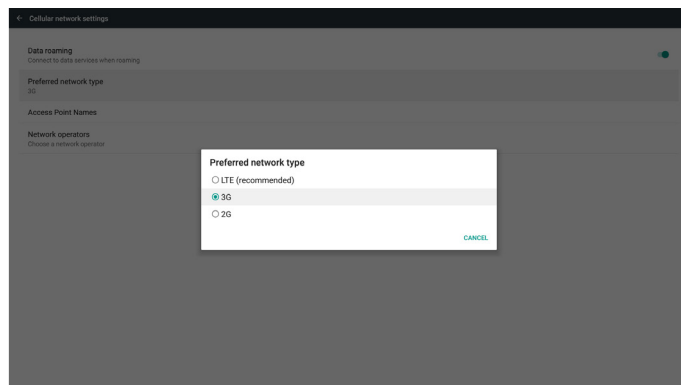 Cellular network settings
Data roaming
Connect to data services when roaming
Preferred network type
3G
Access Point Names
Network operators
Choose a network operator
Preferred network type
LTE (recommended)
3G
2G
CANCEL